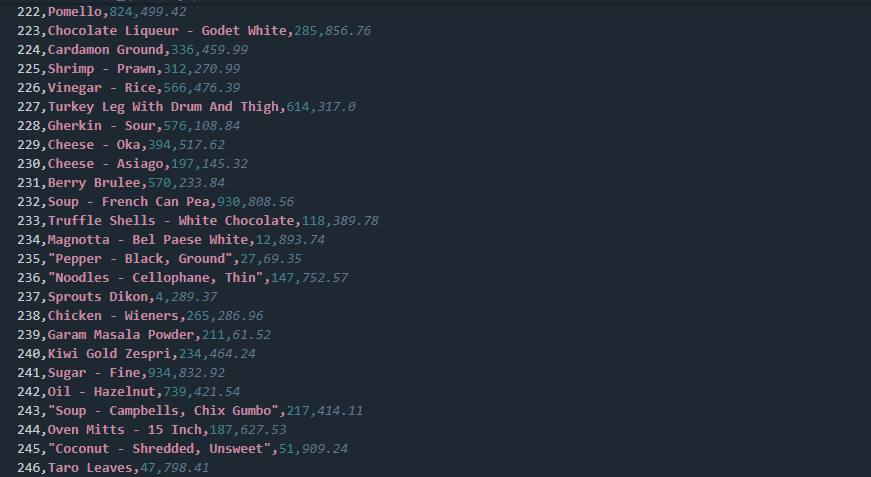 222,Pomello,824,499.42
223,Chocolate Liqueur - Godet White,285,856.76
224,Cardamon Ground,336,459.99
225,Shrimp - Prawn,312,270.99
226,Vinegar - Rice,566,476.39
227,Turkey Leg With Drum And Thigh,614,317.0
228,Gherkin - Sour,576,108.84
229,Cheese - Oka,394,517.62
230,Cheese - Asiago,197,145.32
231,Berry Brulee,570,233.84
232,Soup - French Can Pea,930,808.56
233,Truffle Shells - White Chocolate,118,389.78
234,Magnotta - Bel Paese White,12,893.74
235,"Pepper - Black, Ground",27,69.35
236,"Noodles - Cellophane, Thin",147,752.57
237,Sprouts Dikon,4,289.37
238,Chicken - Wieners,265,286.96
239,Garam Masala Powder,211,61.52
240,Kiwi Gold Zespri,234,464.24
241,Sugar - Fine,934,832.92
242,Oil - Hazelnut,739,421.54
243,"Soup - Campbells, Chix Gumbo",217,414.11
244,Oven Mitts - 15 Inch,187,627.53
245,"Coconut - Shredded, Unsweet",51,909.24
246,Taro Leaves,47,798.41